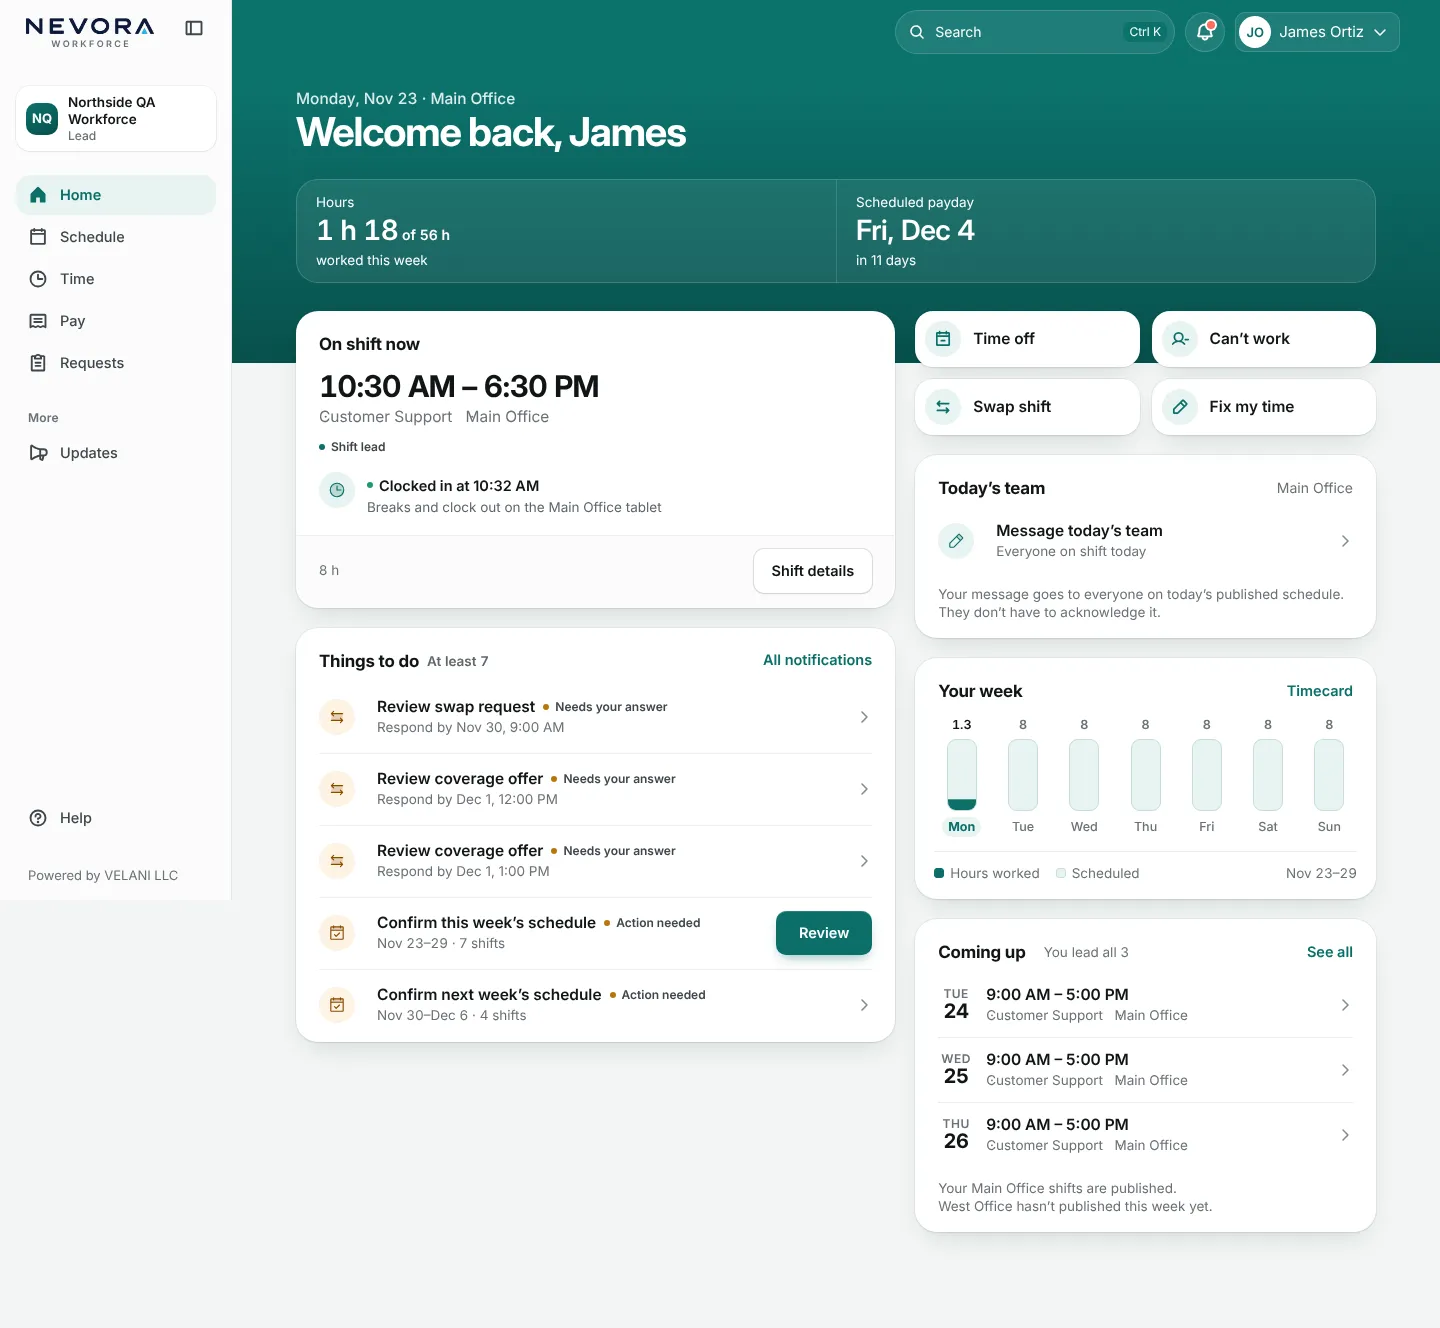 NEVORA
WORKFORCE
Northside QA
Workforce
Lead
NQ
Home
Schedule
Time
Pay
Requests
More
Updates
Help
Powered by VELANI LLC
Search
Ctrl K
JO
James Ortiz
Monday, Nov 23 · Main Office
Welcome back, James
Hours
1 h 18 of 56 h
worked this week
Scheduled payday
Fri, Dec 4
in 11 days
On shift now
10:30 AM – 6:30 PM
Customer Support Main Office
Shift lead
Clocked in at 10:32 AM
Breaks and clock out on the Main Office tablet
8 h
Shift details
Things to do At least 7
All notifications
Review swap request Needs your answer
Respond by Nov 30, 9:00 AM
Review coverage offer Needs your answer
Respond by Dec 1, 12:00 PM
Review coverage offer Needs your answer
Respond by Dec 1, 1:00 PM
Confirm this week’s schedule Action needed
Nov 23–29 · 7 shifts
Review
Confirm next week’s schedule Action needed
Nov 30–Dec 6 · 4 shifts
Time off
Can’t work
Swap shift
Fix my time
Today’s team
Main Office
Message today’s team
Everyone on shift today
Your message goes to everyone on today’s published schedule.
They don’t have to acknowledge it.
Your week
Timecard
1.3 8 8 8 8 8 8
Mon Tue Wed Thu Fri Sat Sun
Hours worked Scheduled Nov 23–29
Coming up You lead all 3
See all
TUE
24
9:00 AM – 5:00 PM
Customer Support Main Office
WED
25
9:00 AM – 5:00 PM
Customer Support Main Office
THU
26
9:00 AM – 5:00 PM
Customer Support Main Office
Your Main Office shifts are published.
West Office hasn’t published this week yet.